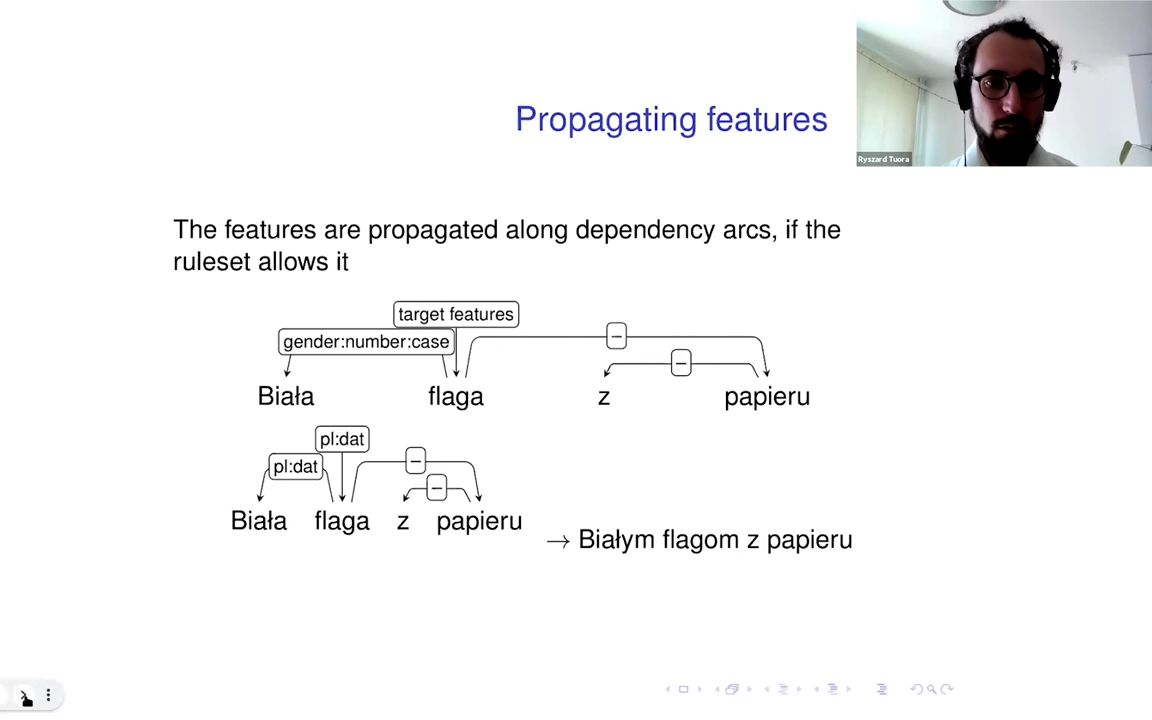 Propagating features
Ryszard Tuora
The features are propagated along dependency arcs, if the
ruleset allows it
target features
gender:number:case
–
–
Biała flaga z papieru
pl:dat
pl:dat
–
–
Biała flaga z papieru
→ Białym flagom z papieru